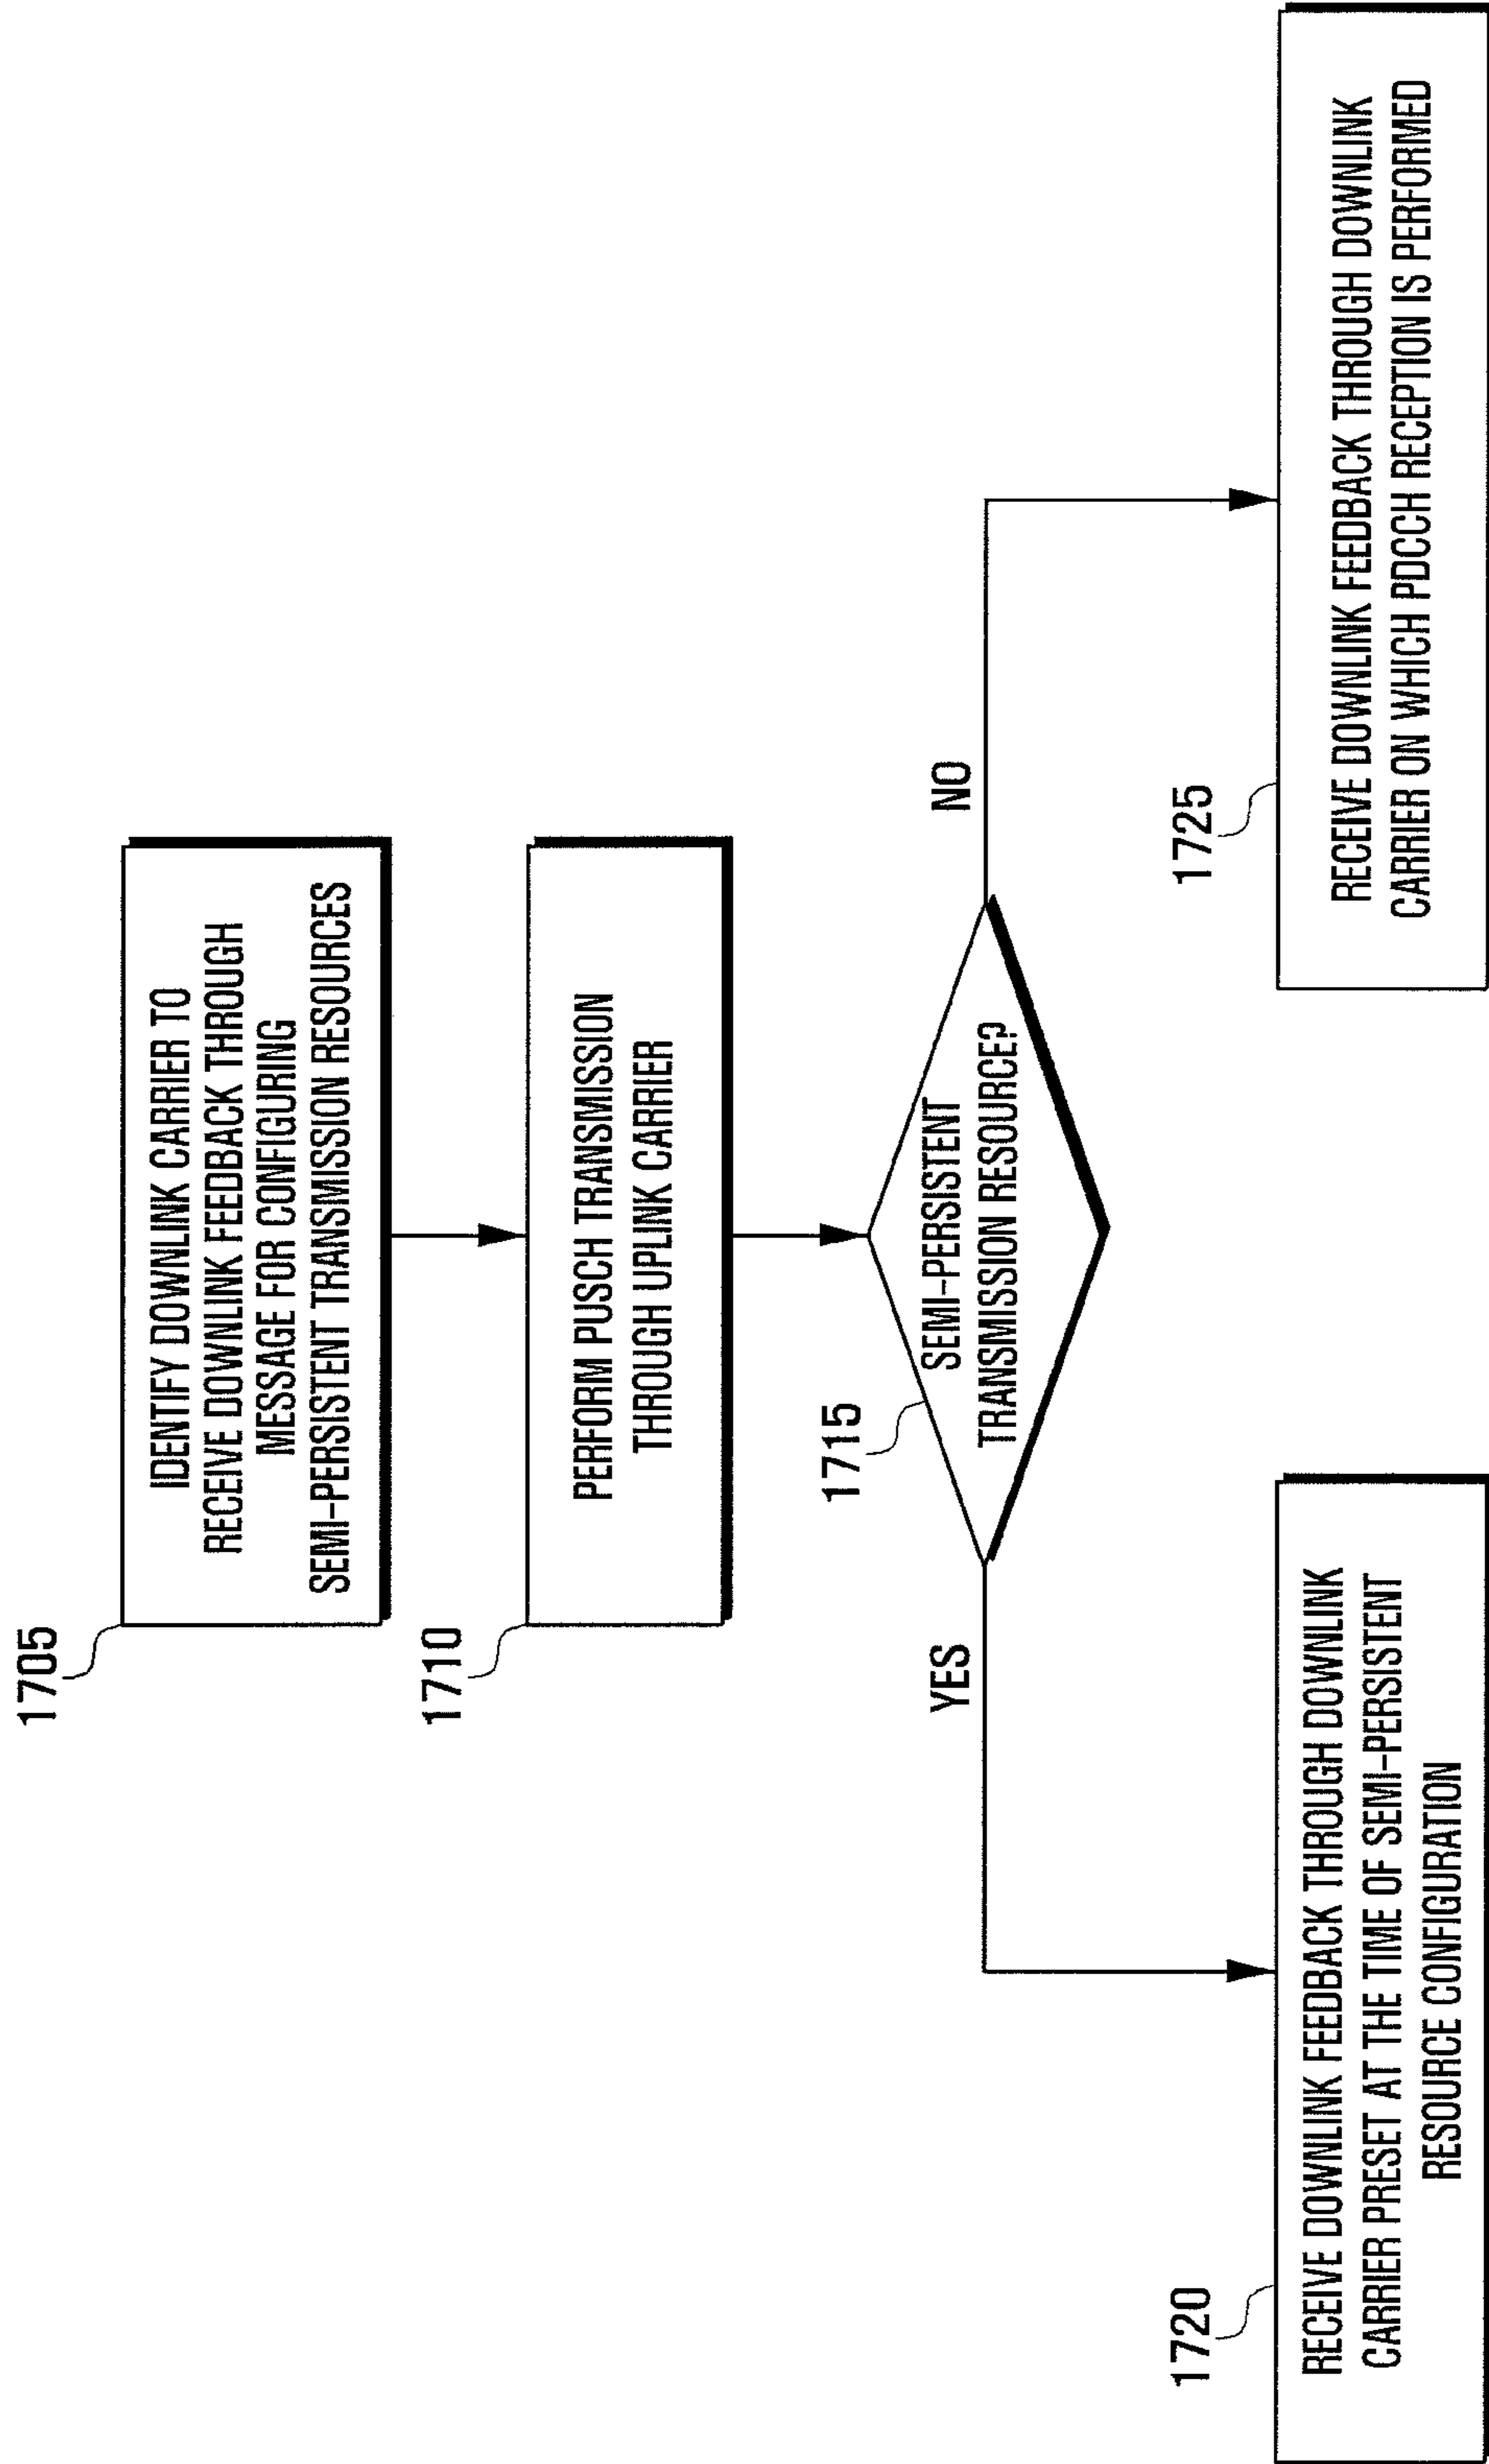 1705
IDENTIFY DOWNLINK CARRIER TO
RECEIVE DOWNLINK FEEDBACK THROUGH
MESSAGE FOR CONFIGURING
SEMI-PERSISTENT TRANSMISSION RESOURCES
1710
PERFORM PUSCH TRANSMISSION
THROUGH UPLINK CARRIER
1715
SEMI-PERSISTENT
TRANSMISSION RESOURCE?
YES
NO
1720
RECEIVE DOWNLINK FEEDBACK THROUGH DOWNLINK
CARRIER PRESET AT THE TIME OF SEMI-PERSISTENT
RESOURCE CONFIGURATION
1725
RECEIVE DOWNLINK FEEDBACK THROUGH DOWNLINK
CARRIER ON WHICH PDCCH RECEPTION IS PERFORMED